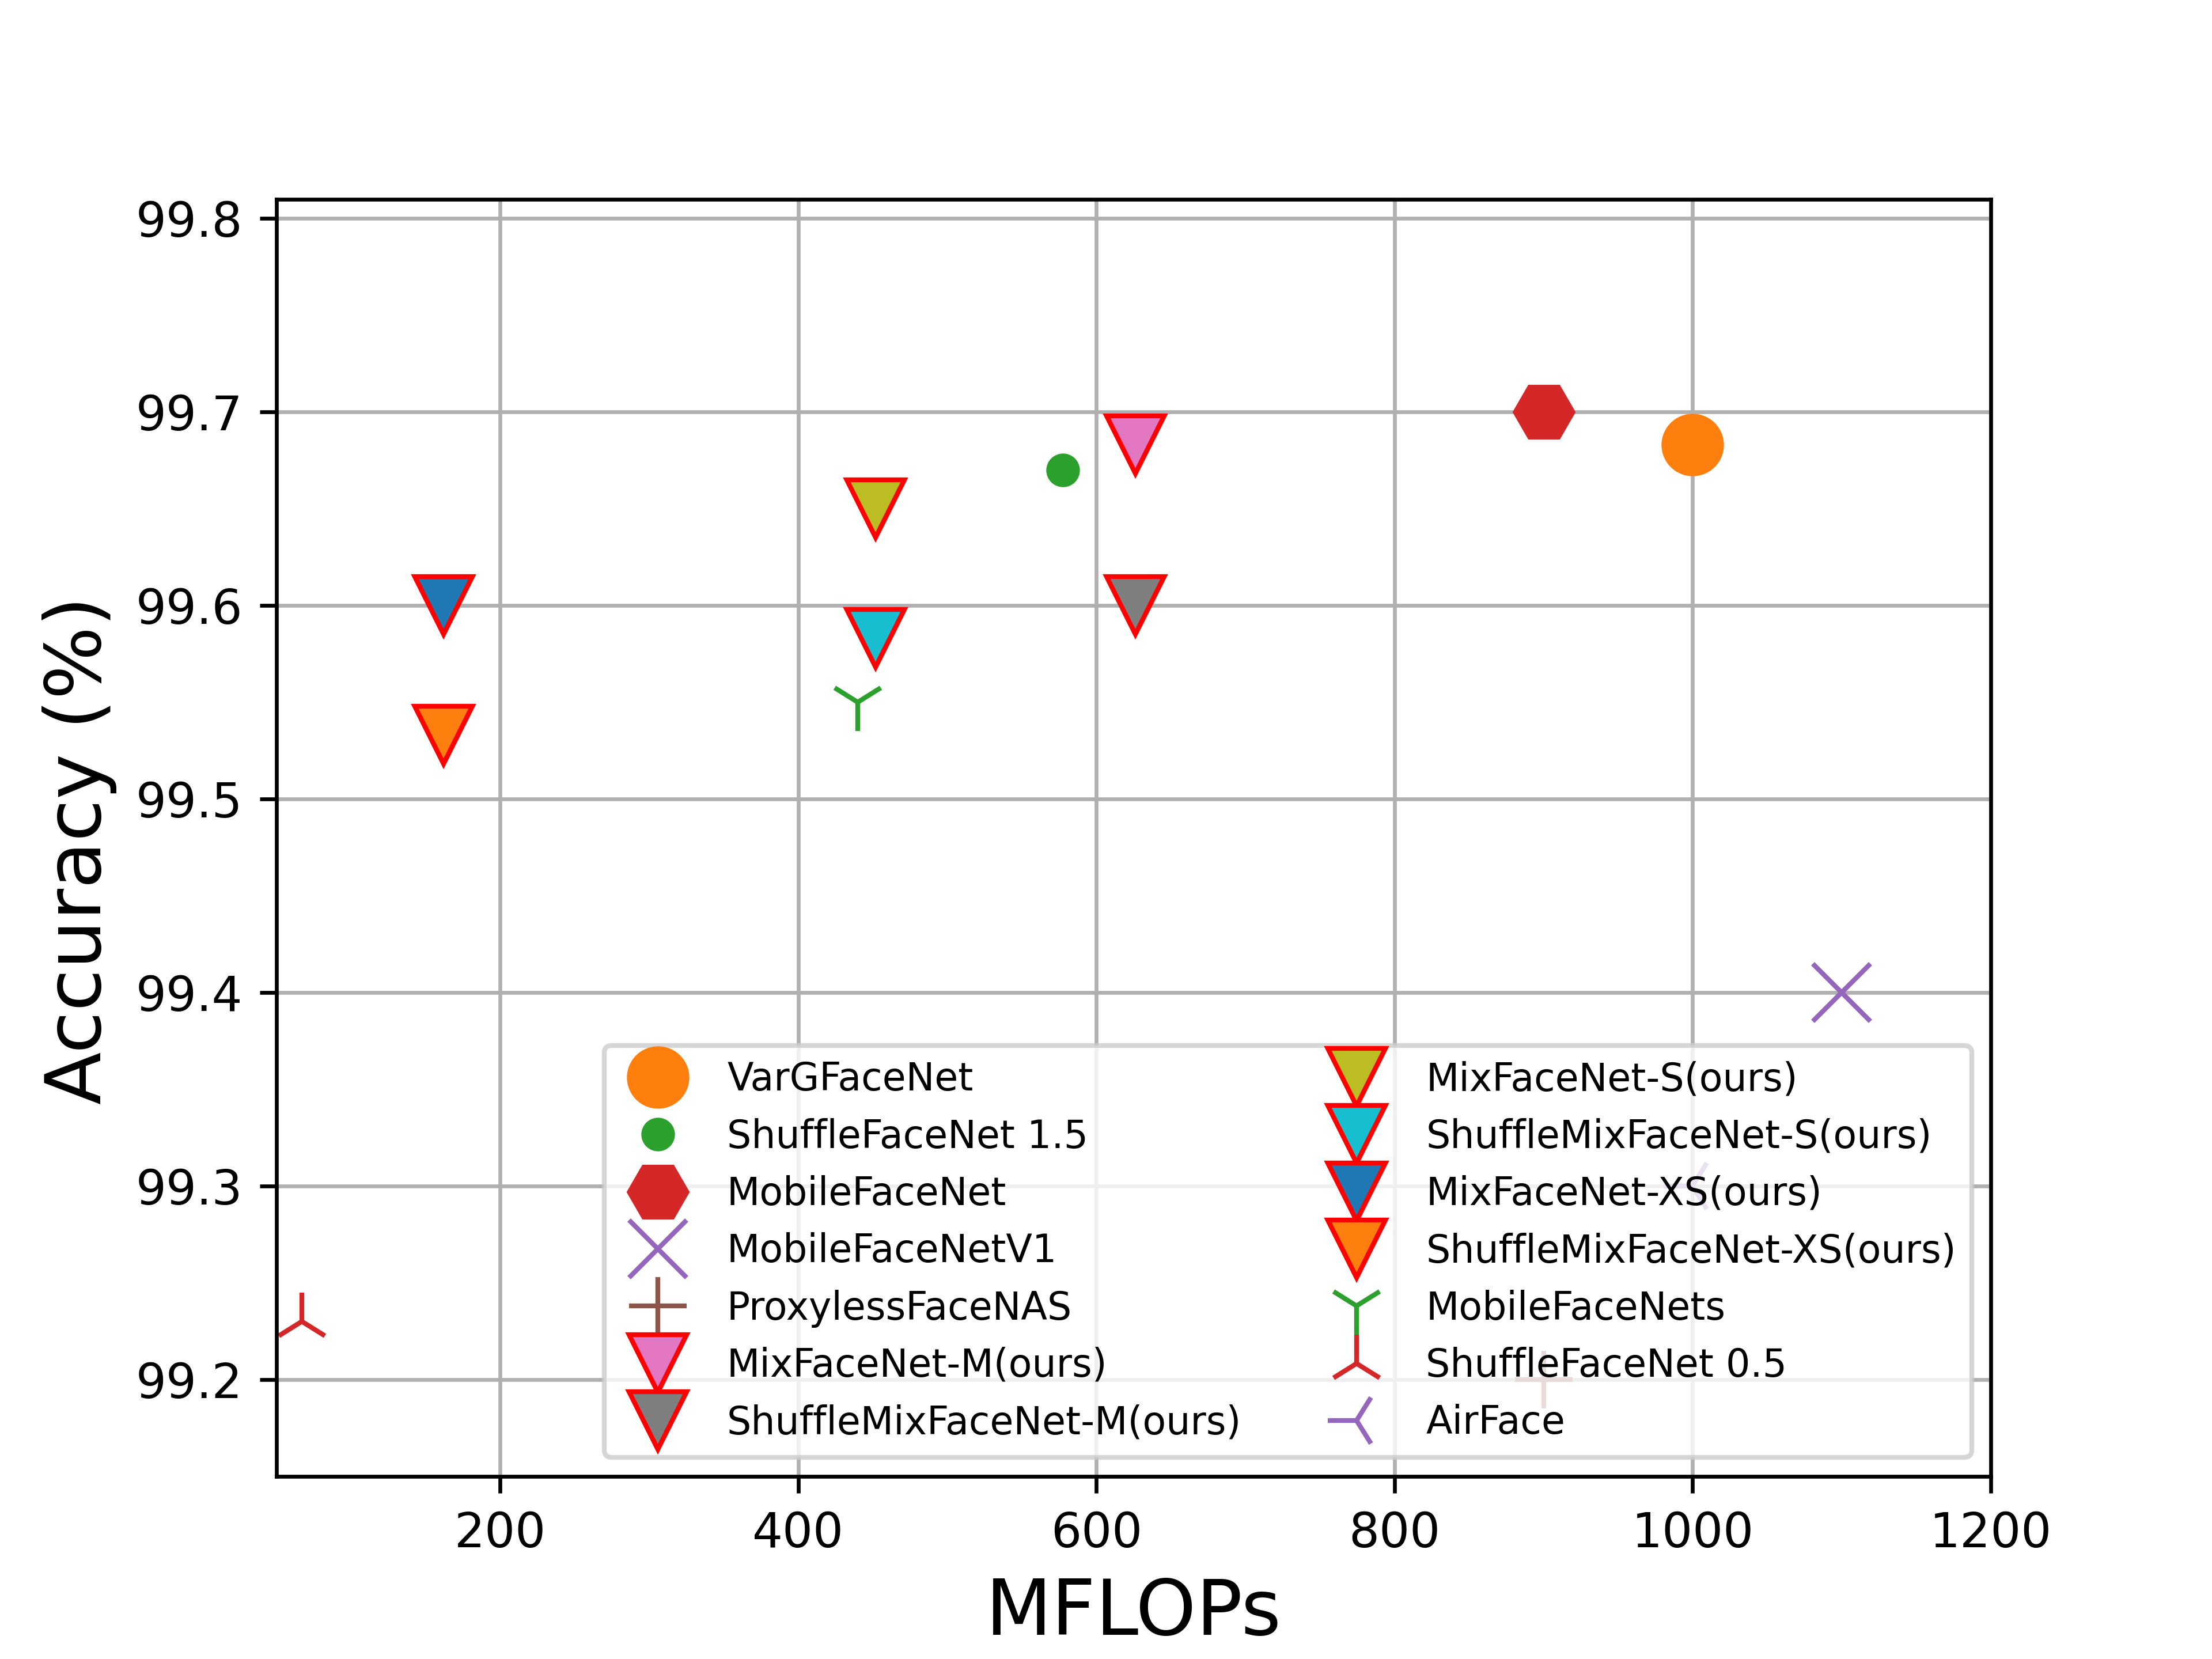 99.8
99.7
99.6
99.5
99.4
99.3
99.2
Accuracy (%)
VarGFaceNet
ShuffleFaceNet 1.5
MobileFaceNet
MobileFaceNetV1
ProxylessFaceNAS
MixFaceNet-M(ours)
ShuffleMixFaceNet-M(ours)
MixFaceNet-S(ours)
ShuffleMixFaceNet-S(ours)
MixFaceNet-XS(ours)
ShuffleMixFaceNet-XS(ours)
MobileFaceNets
ShuffleFaceNet 0.5
AirFace
200 400 600 800 1000 1200
MFLOPs